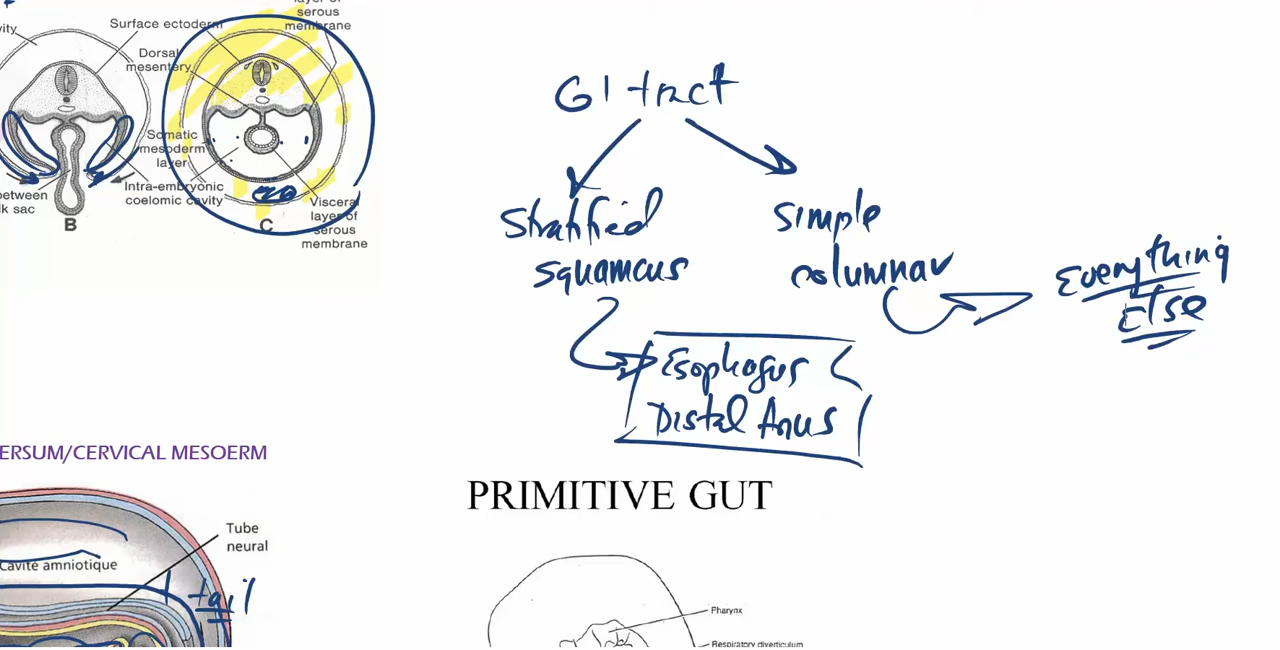 Surface ectoderm
layer of
serous
membrane
Dorsal
mesentery
Somatic
mesoderm
layer
Intra-embryonic
coelomic cavity
between
lk sac
Visceral
layer of
serous
membrane
B
C
GI tract
Stratified
squamous
simple
columnar
Everything
Else
Esophagus
Distal Anus
ERSUM/CERVICAL MESOERM
PRIMITIVE GUT
Tube
neural
Cavité amniotique
tail
Pharynx
Respiratory diverticulum